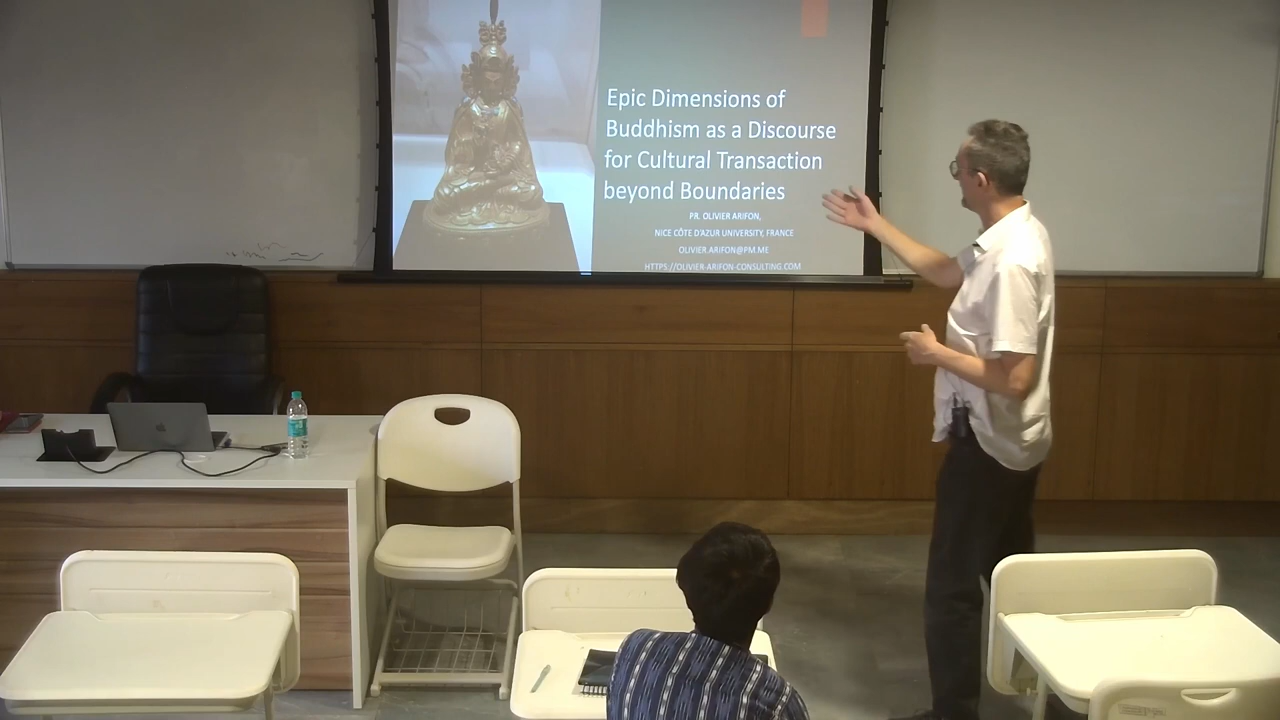 Epic Dimensions of
Buddhism as a Discourse
for Cultural Transaction
beyond Boundaries
PR. OLIVIER ARIFON,
NICE CÔTE D'AZUR UNIVERSITY, FRANCE
OLIVIER.ARIFON@PM.ME
HTTPS://OLIVIER-ARIFON-CONSULTING.COM